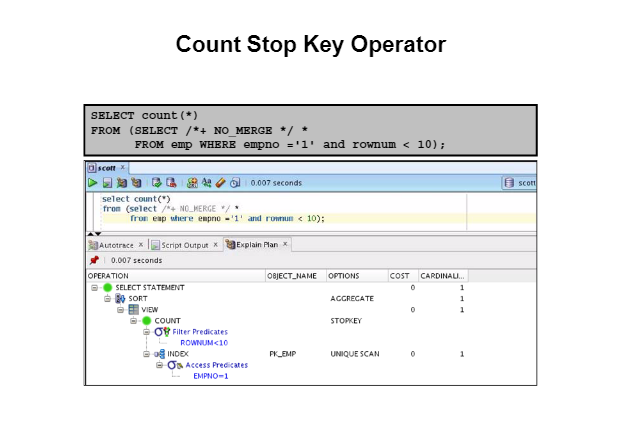 Count Stop Key Operator
SELECT count(*)
FROM (SELECT /*+ NO_MERGE */ *
FROM emp WHERE empno ='1' and rownum < 10);
scott
0.007 seconds
scott
select count(*)
from (select /*+ NO_MERGE */ *
from emp where empno ='1' and rownum < 10);
Autotrace Script Output Explain Plan
0.007 seconds
OPERATION OBJECT_NAME OPTIONS COST CARDINALI...
SELECT STATEMENT 0 1
SORT AGGREGATE 1
VIEW 0 1
COUNT STOPKEY
Filter Predicates
ROWNUM<10
INDEX PK_EMP UNIQUE SCAN 0 1
Access Predicates
EMPNO=1